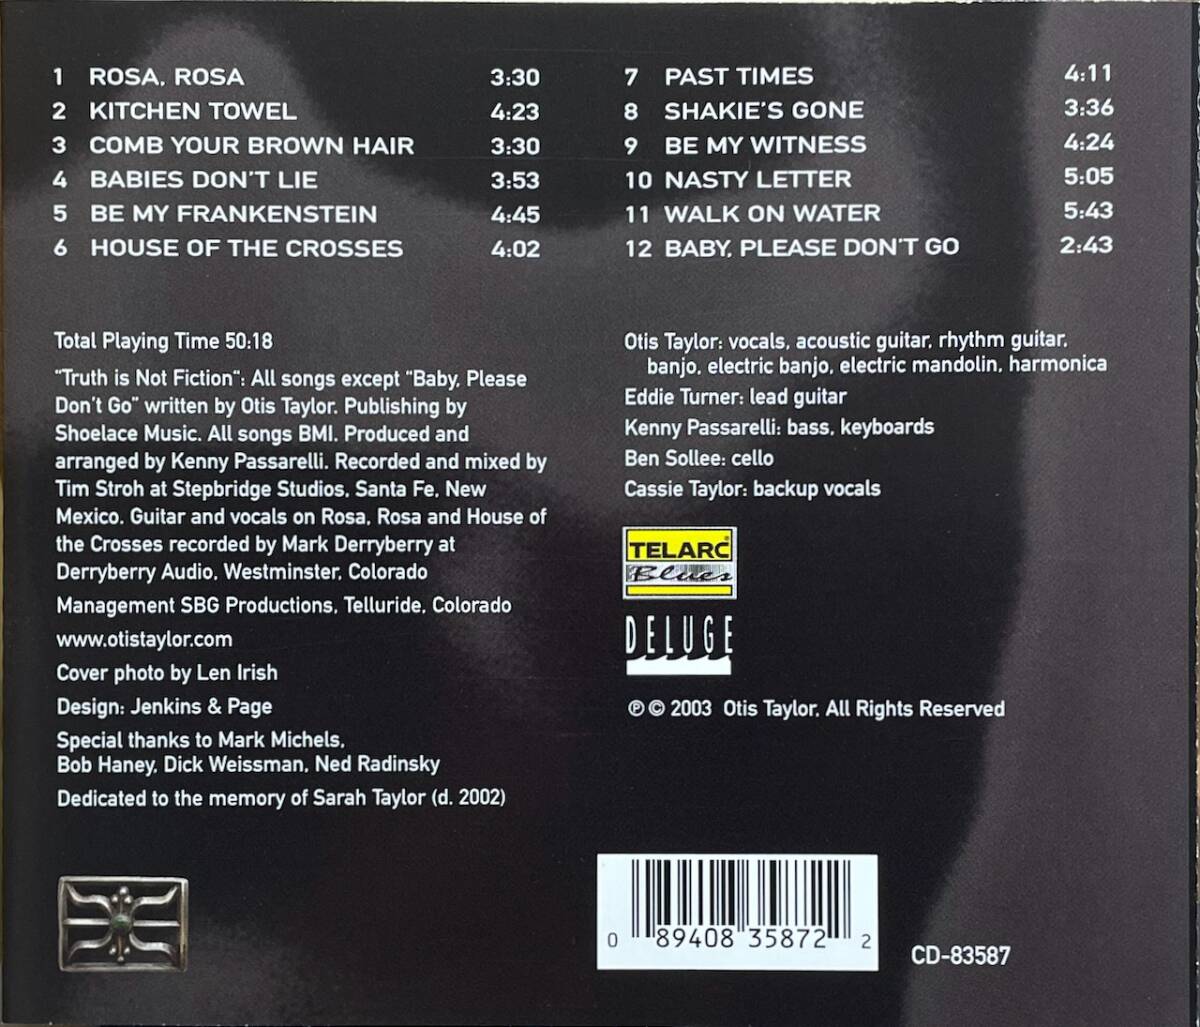 1 ROSA, ROSA 3:30
2 KITCHEN TOWEL 4:23
3 COMB YOUR BROWN HAIR 3:30
4 BABIES DON'T LIE 3:53
5 BE MY FRANKENSTEIN 4:45
6 HOUSE OF THE CROSSES 4:02
7 PAST TIMES 4:11
8 SHAKIE'S GONE 3:36
9 BE MY WITNESS 4:24
10 NASTY LETTER 5:05
11 WALK ON WATER 5:43
12 BABY, PLEASE DON'T GO 2:43
Total Playing Time 50:18
"Truth is Not Fiction": All songs except "Baby, Please
Don't Go" written by Otis Taylor. Publishing by
Shoelace Music. All songs BMI. Produced and
arranged by Kenny Passarelli. Recorded and mixed by
Tim Stroh at Stepbridge Studios, Santa Fe, New
Mexico. Guitar and vocals on Rosa, Rosa and House of
the Crosses recorded by Mark Derryberry at
Derryberry Audio, Westminster, Colorado
Management SBG Productions, Telluride, Colorado
www.otistaylor.com
Cover photo by Len Irish
Design: Jenkins & Page
Special thanks to Mark Michels,
Bob Haney, Dick Weissman, Ned Radinsky
Dedicated to the memory of Sarah Taylor (d. 2002)
Otis Taylor: vocals, acoustic guitar, rhythm guitar,
banjo, electric banjo, electric mandolin, harmonica
Eddie Turner: lead guitar
Kenny Passarelli: bass, keyboards
Ben Sollee: cello
Cassie Taylor: backup vocals
TELARC®
Blues
DELUGE
℗ © 2003 Otis Taylor, All Rights Reserved
0 89408 35872 2
CD-83587